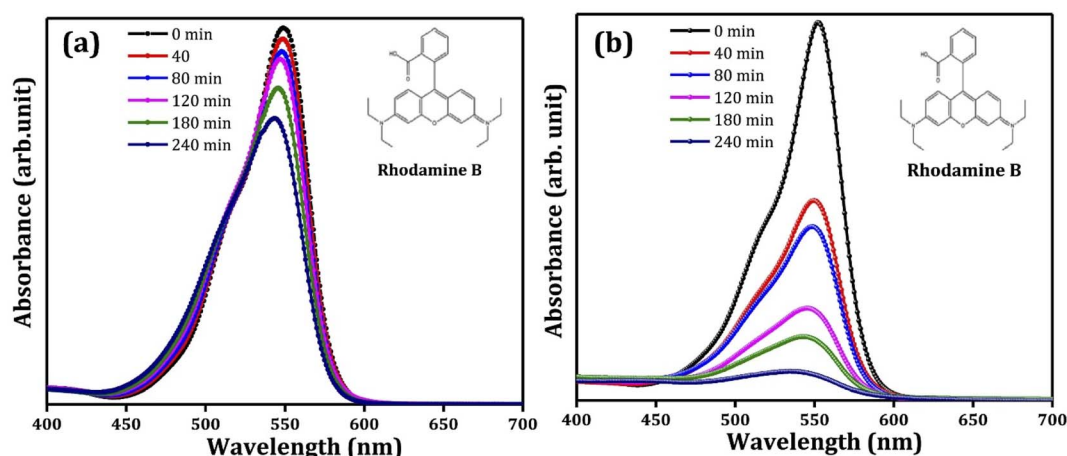 (a)
0 min
40
80 min
120 min
180 min
240 min
HO
O
N
O
N
Rhodamine B
Absorbance (arb.unit)
400 450 500 550 600 650 700
Wavelength (nm)
(b)
0 min
40 min
80 min
120 min
180 min
240 min
HO
O
N
O
N
Rhodamine B
Absorbance (arb. unit)
400 450 500 550 600 650 700
Wavelength (nm)